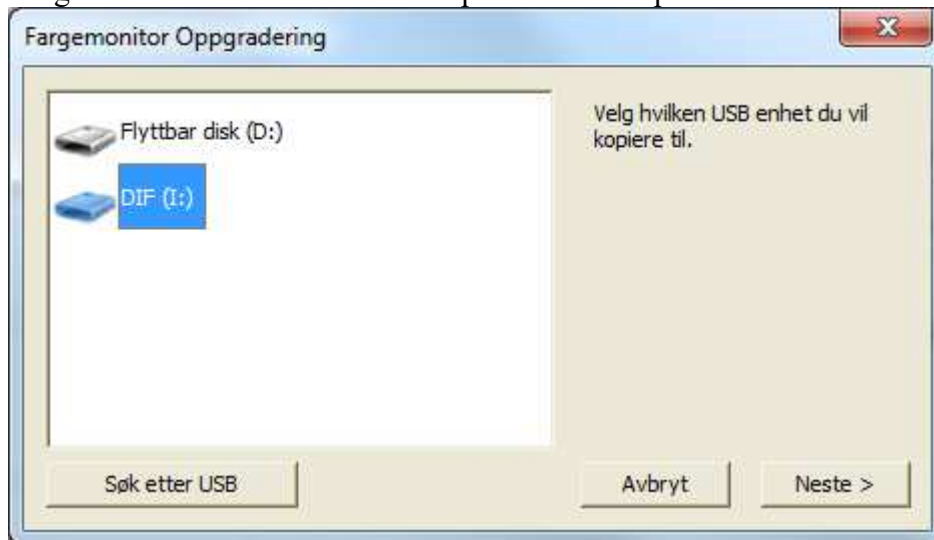 Fargemonitor Oppgradering
Flyttbar disk (D:)
DIF (I:)
Velg hvilken USB enhet du vil
kopiere til.
Søk etter USB
Avbryt
Neste >